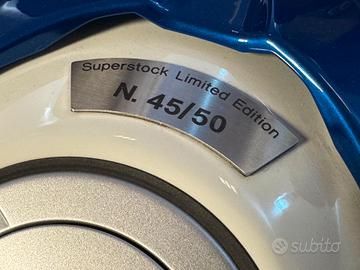 Superstock Limited Edition
N. 45/50
subito